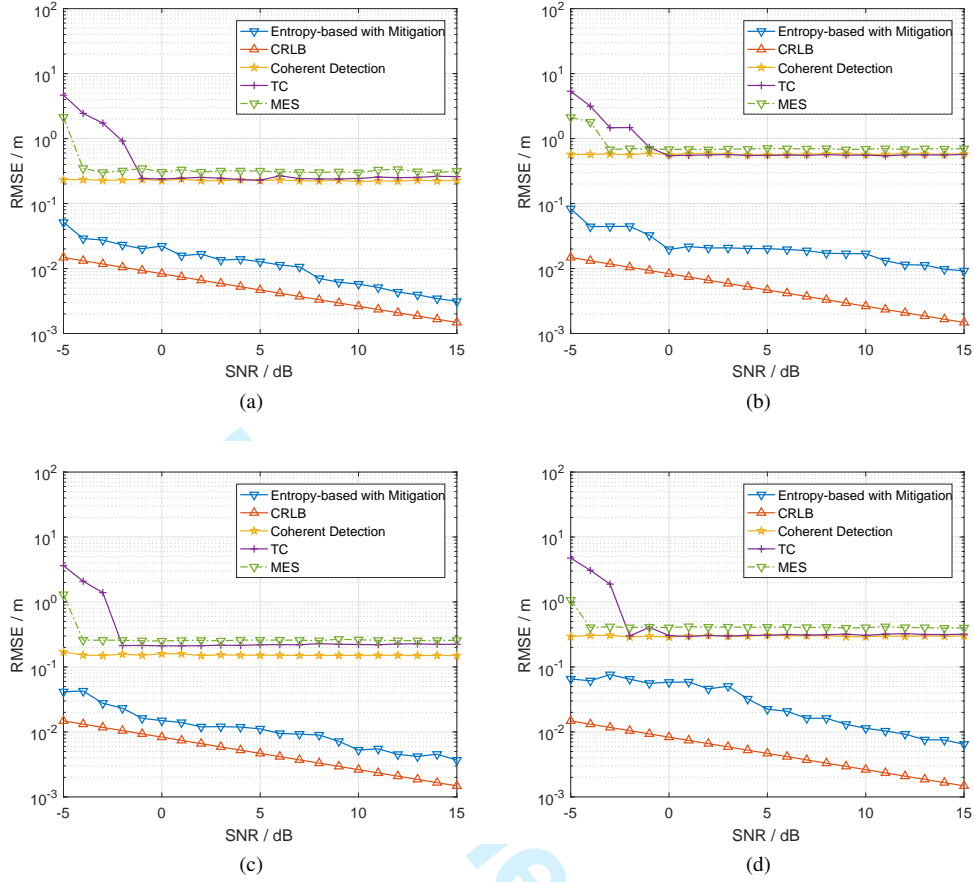 10^2
10^1
10^0
10^-1
10^-2
10^-3
RMSE / m
Entropy-based with Mitigation
CRLB
Coherent Detection
TC
MES
-5 0 5 10 15
SNR / dB
(a)
10^2
10^1
10^0
10^-1
10^-2
10^-3
RMSE / m
Entropy-based with Mitigation
CRLB
Coherent Detection
TC
MES
-5 0 5 10 15
SNR / dB
(b)
10^2
10^1
10^0
10^-1
10^-2
10^-3
RMSE / m
Entropy-based with Mitigation
CRLB
Coherent Detection
TC
MES
-5 0 5 10 15
SNR / dB
(c)
10^2
10^1
10^0
10^-1
10^-2
10^-3
RMSE / m
Entropy-based with Mitigation
CRLB
Coherent Detection
TC
MES
-5 0 5 10 15
SNR / dB
(d)